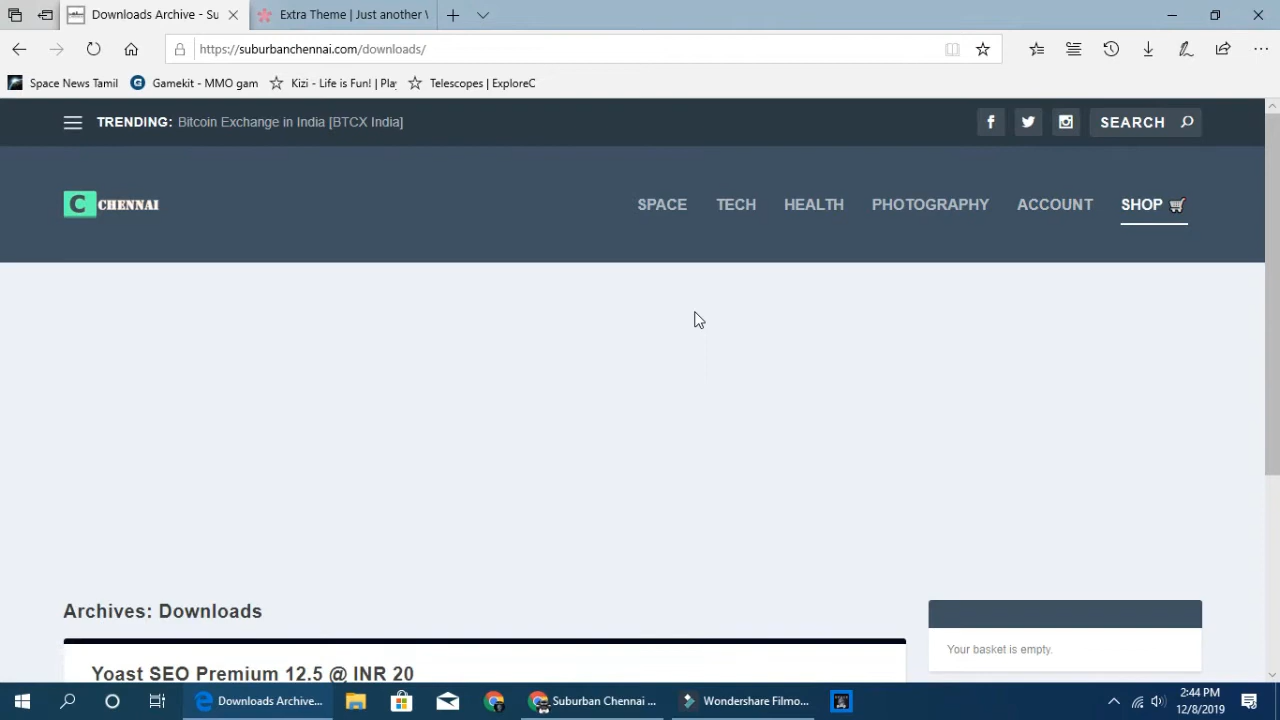 Downloads Archive - Su
Extra Theme | Just another \
https://suburbanchennai.com/downloads/
Space News Tamil
Gamekit - MMO gam
Kizi - Life is Fun! | Pla
Telescopes | ExploreC
TRENDING: Bitcoin Exchange in India [BTCX India]
SEARCH
C CHENNAI
SPACE
TECH
HEALTH
PHOTOGRAPHY
ACCOUNT
SHOP
Archives: Downloads
Yoast SEO Premium 12.5 @ INR 20
Your basket is empty.
Downloads Archive...
Suburban Chennai ...
Wondershare Filmo...
2:44 PM
12/8/2019